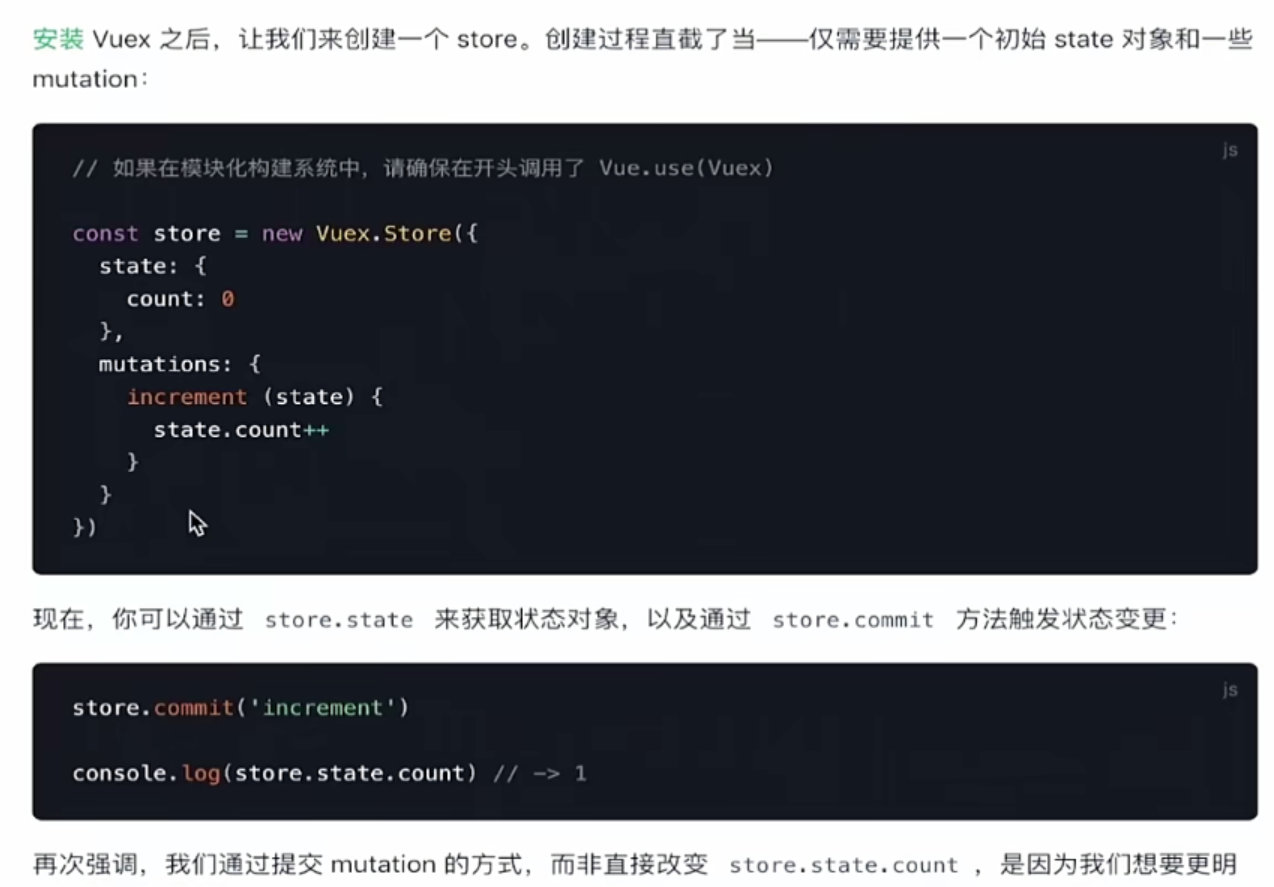 安装 Vuex 之后，让我们来创建一个 store。创建过程直截了当——仅需要提供一个初始 state 对象和一些
mutation：
js
// 如果在模块化构建系统中，请确保在开头调用了 Vue.use(Vuex)
const store = new Vuex.Store({
  state: {
    count: 0
  },
  mutations: {
    increment (state) {
      state.count++
    }
  }
})
现在，你可以通过 store.state 来获取状态对象，以及通过 store.commit 方法触发状态变更：
js
store.commit('increment')
console.log(store.state.count) // -> 1
再次强调，我们通过提交 mutation 的方式，而非直接改变 store.state.count ，是因为我们想要更明